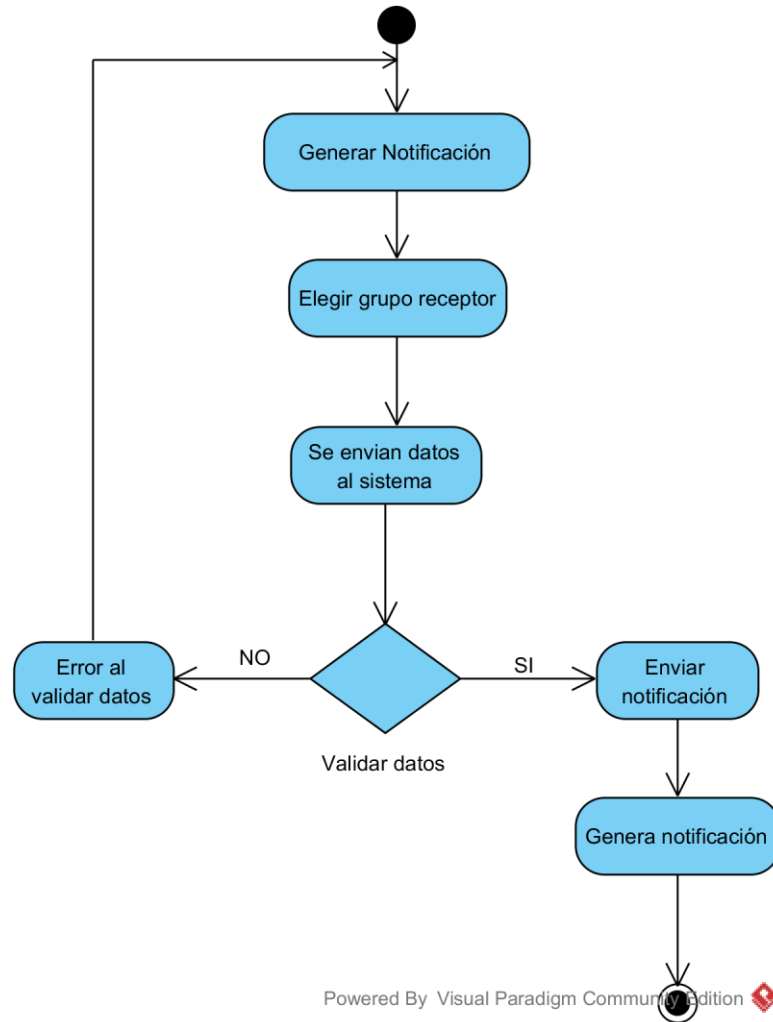 Generar Notificación
Elegir grupo receptor
Se envian datos
al sistema
NO
SI
Error al
validar datos
Enviar
notificación
Validar datos
Genera notificación
Powered By Visual Paradigm Community Edition